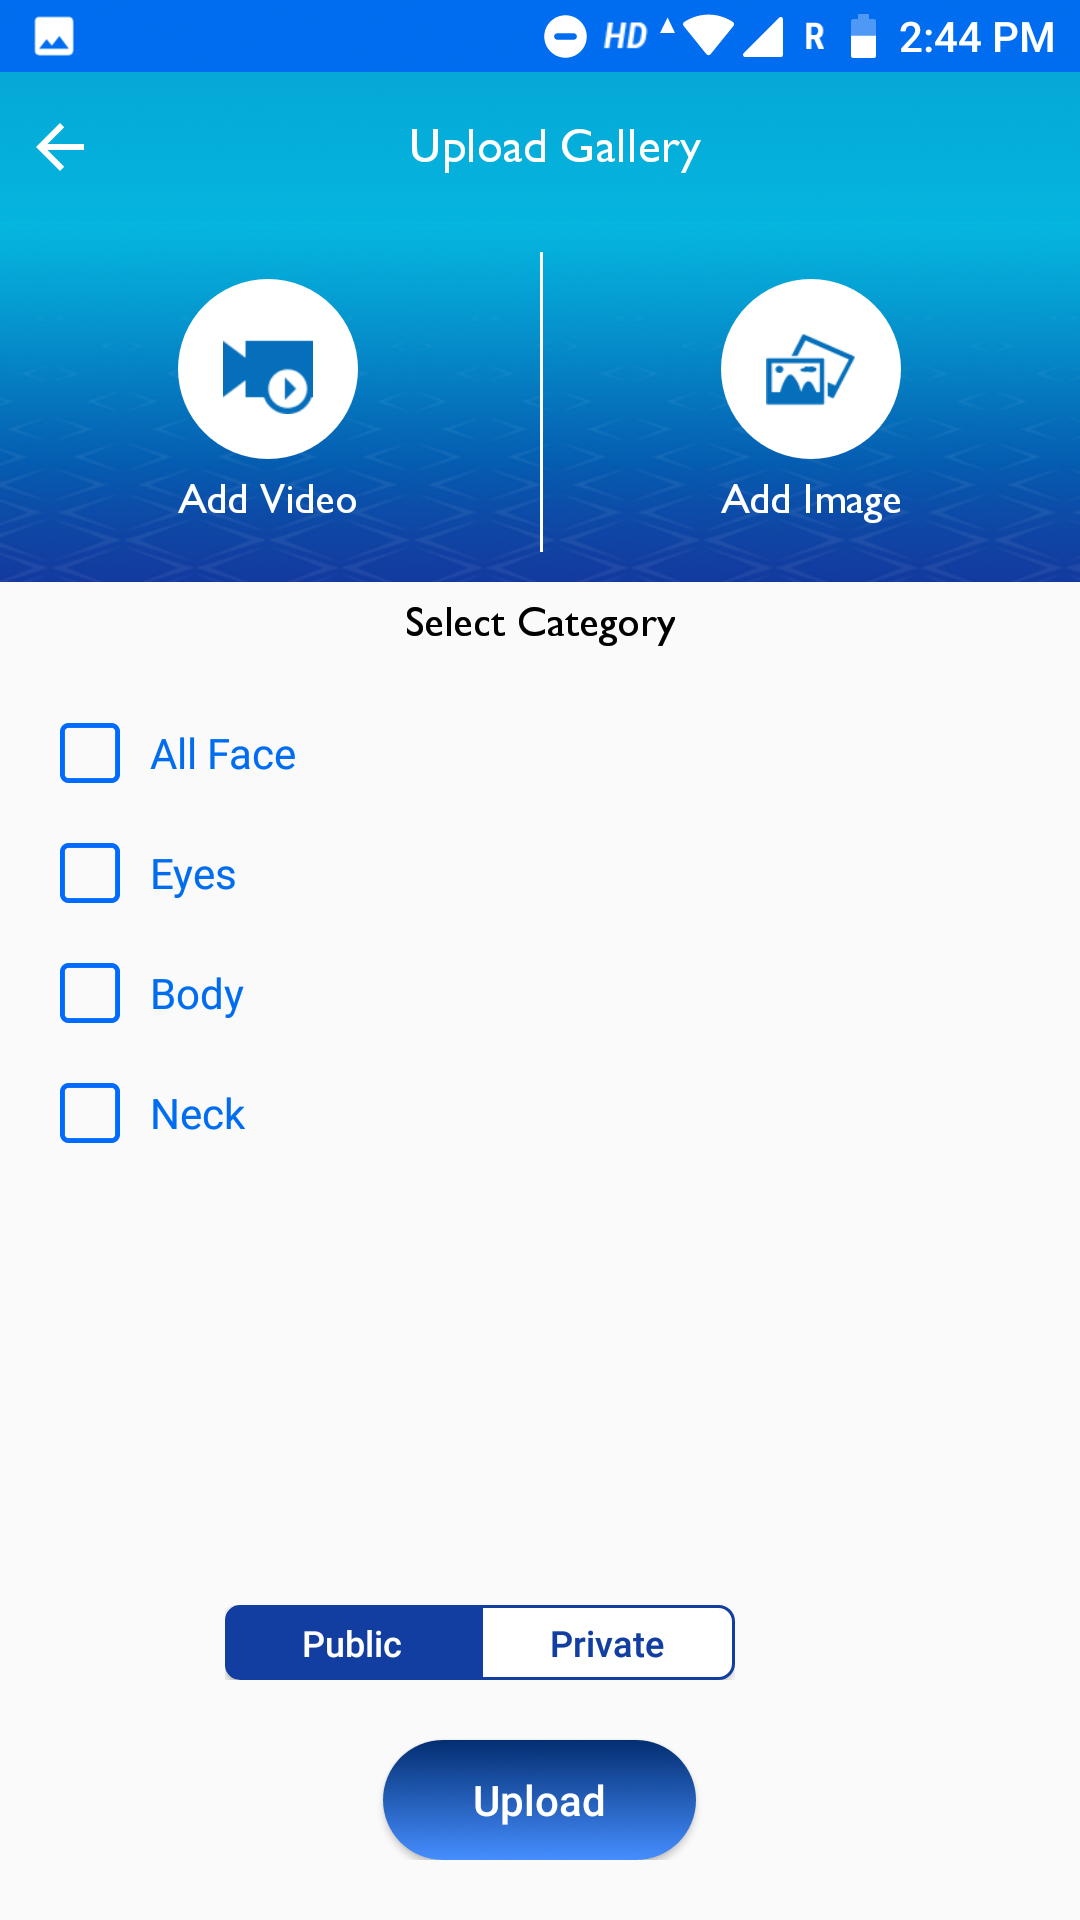 HD R 2:44 PM
Upload Gallery
Add Video
Add Image
Select Category
All Face
Eyes
Body
Neck
Public
Private
Upload